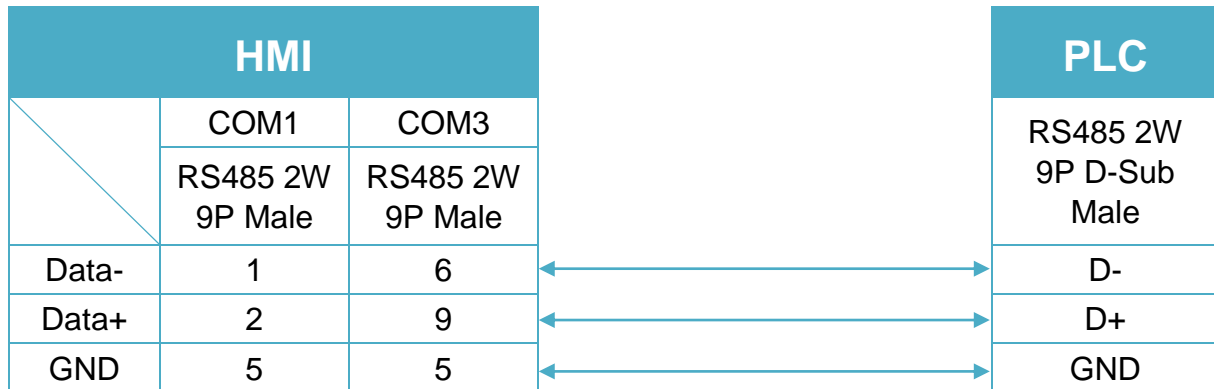 HMI PLC
COM1 COM3
RS485 2W
9P Male
RS485 2W
9P Male
RS485 2W
9P D-Sub
Male
Data- 1 6 D-
Data+ 2 9 D+
GND 5 5 GND